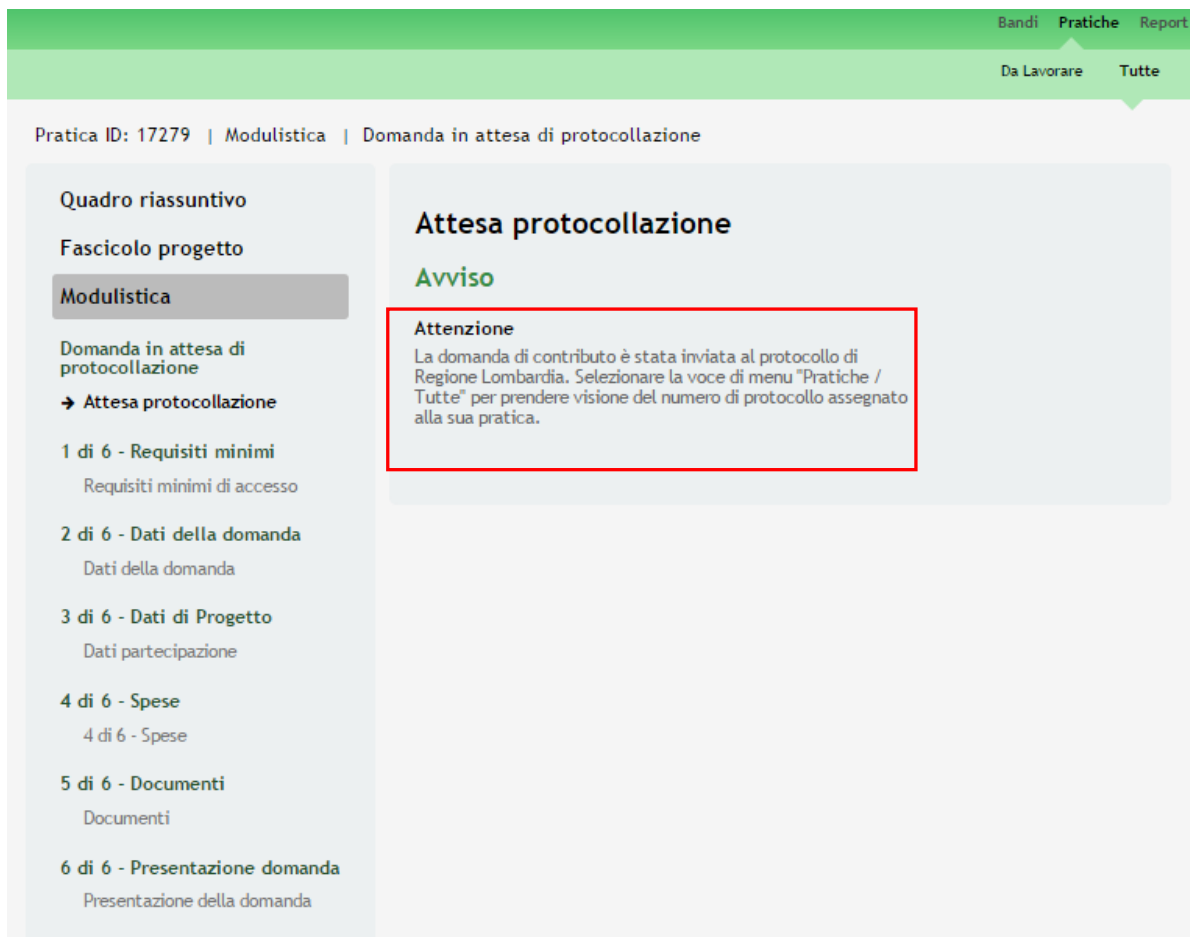 Bandi Pratiche Report
Da Lavorare Tutte
Pratica ID: 17279 | Modulistica | Domanda in attesa di protocollazione
Quadro riassuntivo
Fascicolo progetto
Modulistica
Domanda in attesa di
protocollazione
→ Attesa protocollazione
1 di 6 - Requisiti minimi
Requisiti minimi di accesso
2 di 6 - Dati della domanda
Dati della domanda
3 di 6 - Dati di Progetto
Dati partecipazione
4 di 6 - Spese
4 di 6 - Spese
5 di 6 - Documenti
Documenti
6 di 6 - Presentazione domanda
Presentazione della domanda
Attesa protocollazione
Avviso
Attenzione
La domanda di contributo è stata inviata al protocollo di
Regione Lombardia. Selezionare la voce di menu "Pratiche /
Tutte" per prendere visione del numero di protocollo assegnato
alla sua pratica.